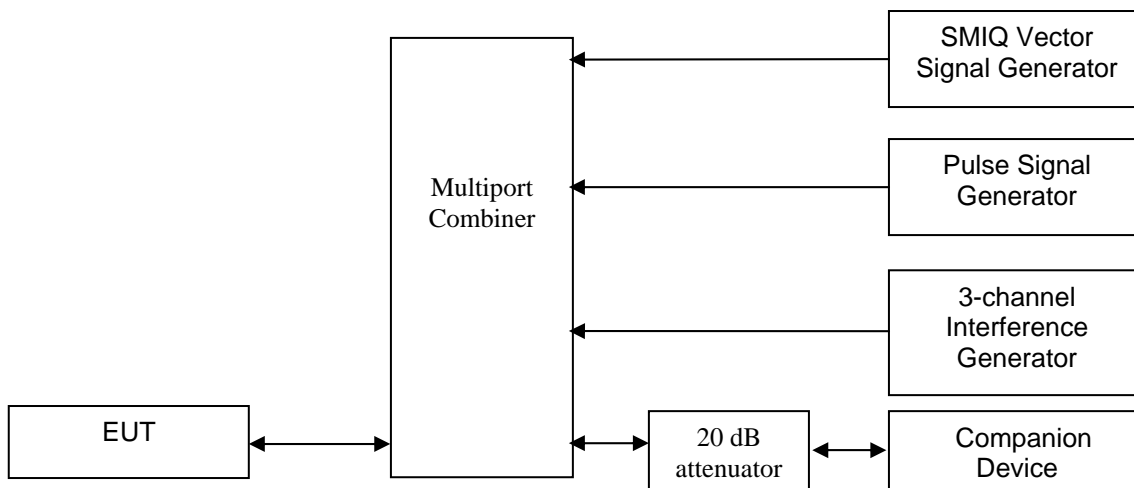 SMIQ Vector
Signal Generator
Pulse Signal
Generator
Multiport
Combiner
3-channel
Interference
Generator
EUT
20 dB
attenuator
Companion
Device